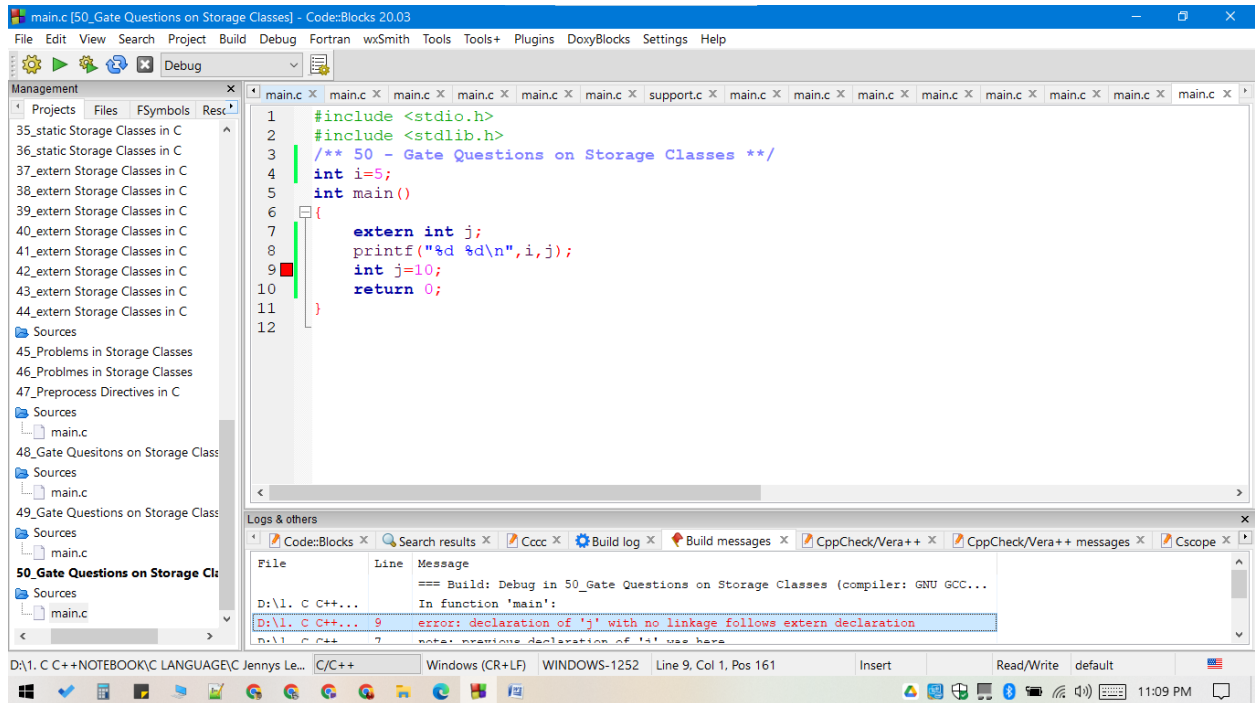 main.c [50_Gate Questions on Storage Classes] - Code::Blocks 20.03
File Edit View Search Project Build Debug Fortran wxSmith Tools Tools+ Plugins DoxyBlocks Settings Help
Debug
Management
Projects Files FSymbols
35_static Storage Classes in C
36_static Storage Classes in C
37_extern Storage Classes in C
38_extern Storage Classes in C
39_extern Storage Classes in C
40_extern Storage Classes in C
41_extern Storage Classes in C
42_extern Storage Classes in C
43_extern Storage Classes in C
44_extern Storage Classes in C
Sources
45_Problems in Storage Classes
46_Problmes in Storage Classes
47_Preprocess Directives in C
Sources
main.c
48_Gate Quesitons on Storage Class
Sources
main.c
49_Gate Questions on Storage Class
Sources
main.c
50_Gate Questions on Storage Cla
Sources
main.c
main.c main.c main.c main.c main.c main.c support.c main.c main.c main.c main.c main.c main.c main.c main.c
1 #include <stdio.h>
2 #include <stdlib.h>
3 /** 50 - Gate Questions on Storage Classes **/
4 int i=5;
5 int main()
6 {
7 extern int j;
8 printf("%d %d\n",i,j);
9 int j=10;
10 return 0;
11 }
12
Logs & others
Code::Blocks Search results Cccc Build log Build messages CppCheck/Vera++ CppCheck/Vera++ messages Cscope
File Line Message
=== Build: Debug in 50_Gate Questions on Storage Classes (compiler: GNU GCC...
D:\1. C C++... In function 'main':
D:\1. C C++... 9 error: declaration of 'j' with no linkage follows extern declaration
D:\1. C C++... 7 note: previous declaration of 'j' was here
D:\1. C C++NOTEBOOK\C LANGUAGE\C Jennys Le... C/C++ Windows (CR+LF) WINDOWS-1252 Line 9, Col 1, Pos 161 Insert Read/Write default
11:09 PM